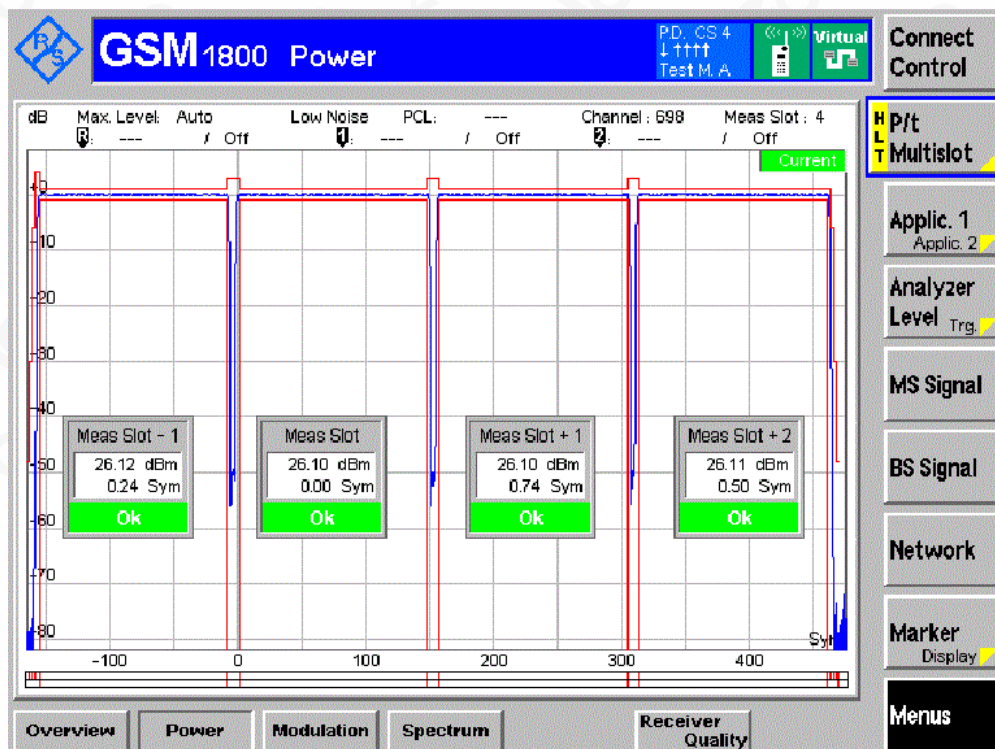 R/S
GSM 1800 Power
P.D. CS 4
↓ ↑↑↑↑
Test M. A
Virtual
Connect
Control
dB Max. Level: Auto Low Noise PCL: --- Channel : 698 Meas Slot : 4
R: --- / Off 1: --- / Off 2: --- / Off
H L T
P/t
Multislot
Current
+0
-10
-20
-30
-40
-50
-60
-70
-80
Meas Slot - 1
26.12 dBm
0.24 Sym
Ok
Meas Slot
26.10 dBm
0.00 Sym
Ok
Meas Slot + 1
26.10 dBm
0.74 Sym
Ok
Meas Slot + 2
26.11 dBm
0.50 Sym
Ok
-100 0 100 200 300 400
Applic. 1
Applic. 2
Analyzer
Level Trg.
MS Signal
BS Signal
Network
Marker
Display
Menus
Overview Power Modulation Spectrum Receiver
Quality